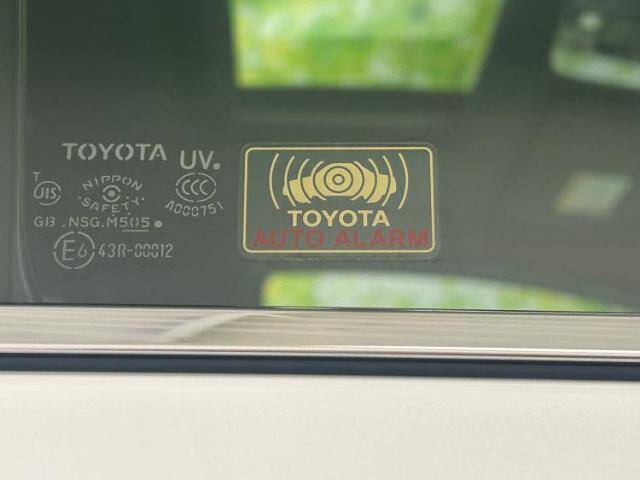 TOYOTA UV.
T
JIS
NIPPON
SAFETY
CCC
A000751
GB .NSG.M505.
E6 43R-00012
TOYOTA
AUTO ALARM